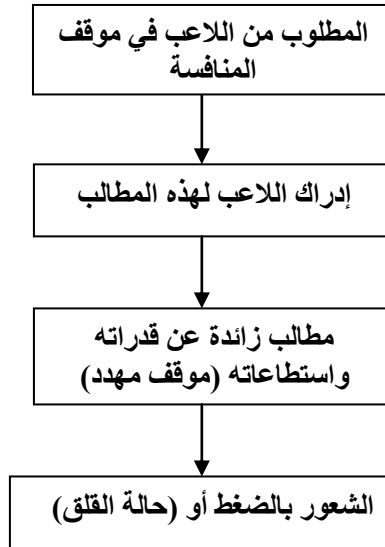 المطلوب من اللاعب في موقف
المنافسة
إدراك اللاعب لهذه المطالب
مطالب زائدة عن قدراته
واستطاعاته (موقف مهدد)
الشعور بالضغط أو (حالة القلق)